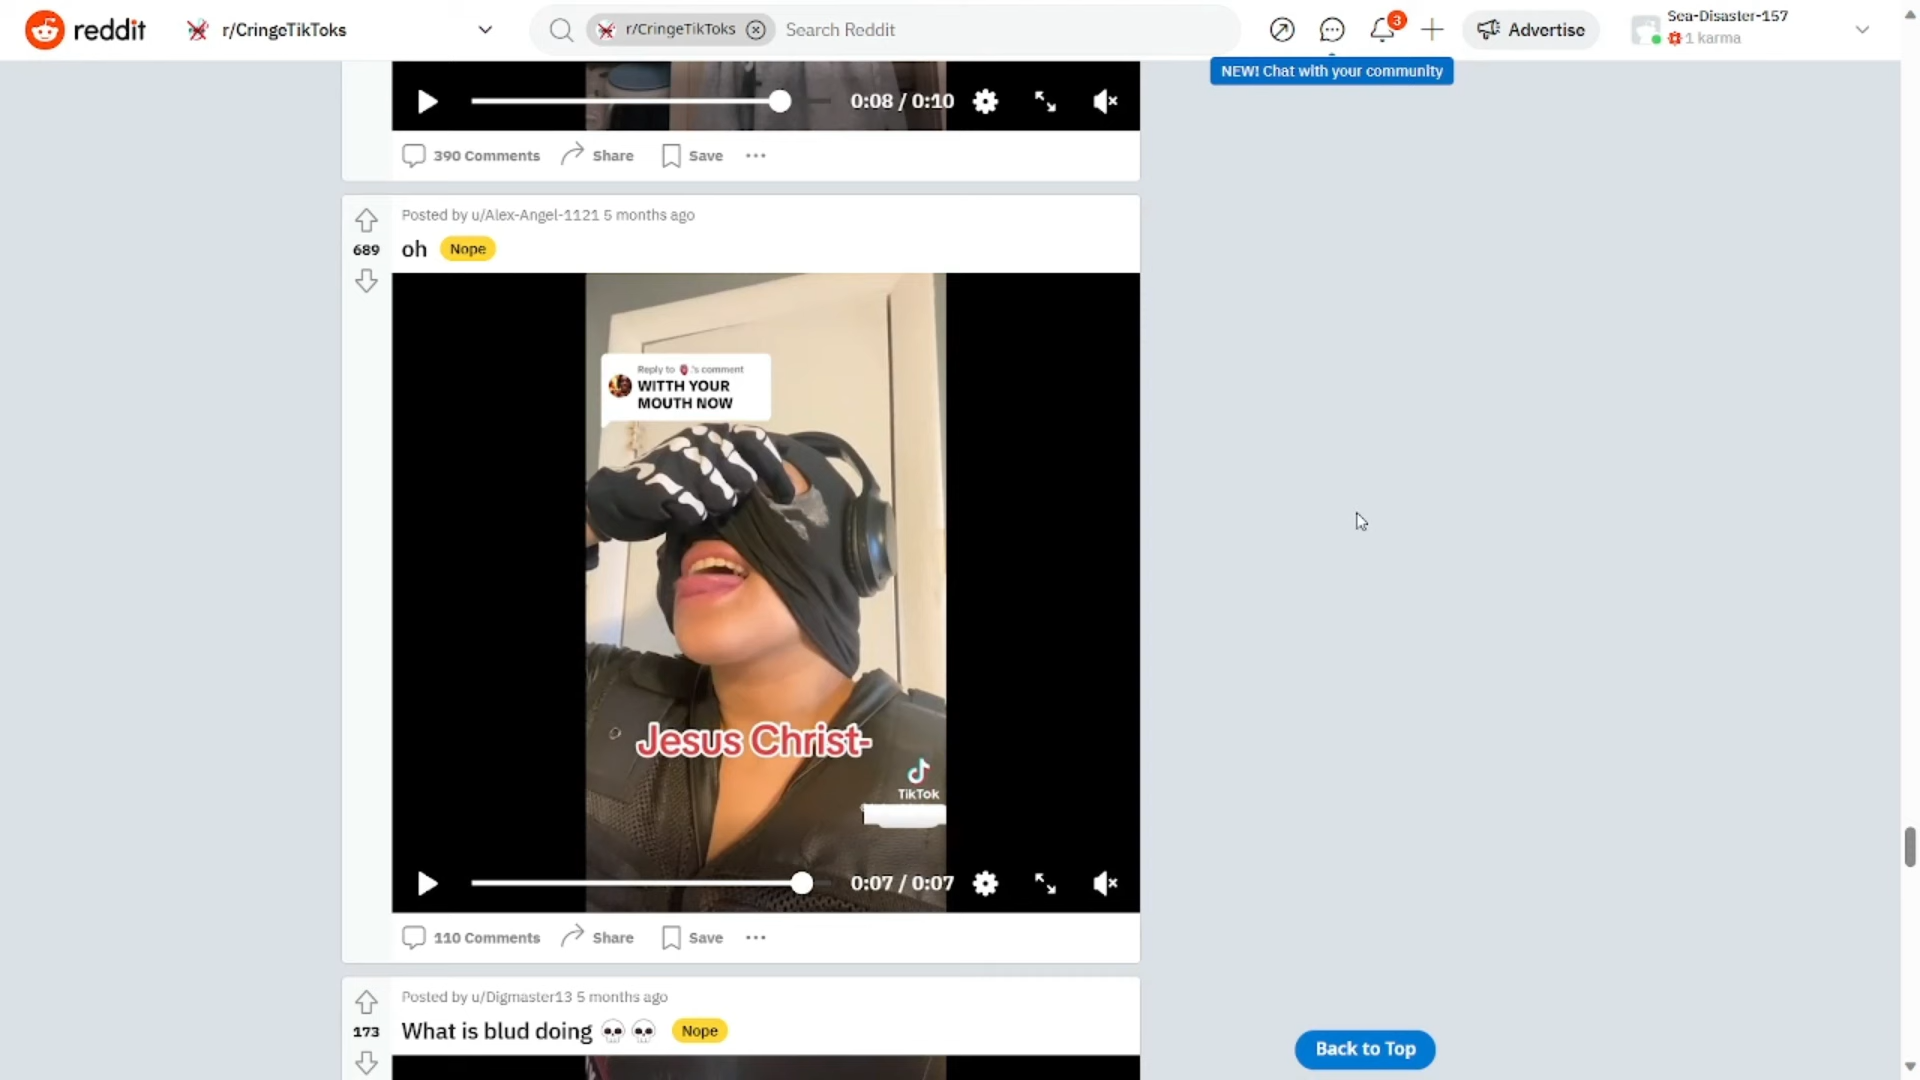 reddit
r/CringeTikToks
r/CringeTikToks
Search Reddit
3
Advertise
Sea-Disaster-157
1 karma
NEW! Chat with your community
0:08 / 0:10
390 Comments
Share
Save
Posted by u/Alex-Angel-1121 5 months ago
689
oh
Nope
Reply to 's comment
WITTH YOUR
MOUTH NOW
Jesus Christ-
TikTok
0:07 / 0:07
110 Comments
Share
Save
Posted by u/Digmaster13 5 months ago
173
What is blud doing 💀💀
Nope
Back to Top